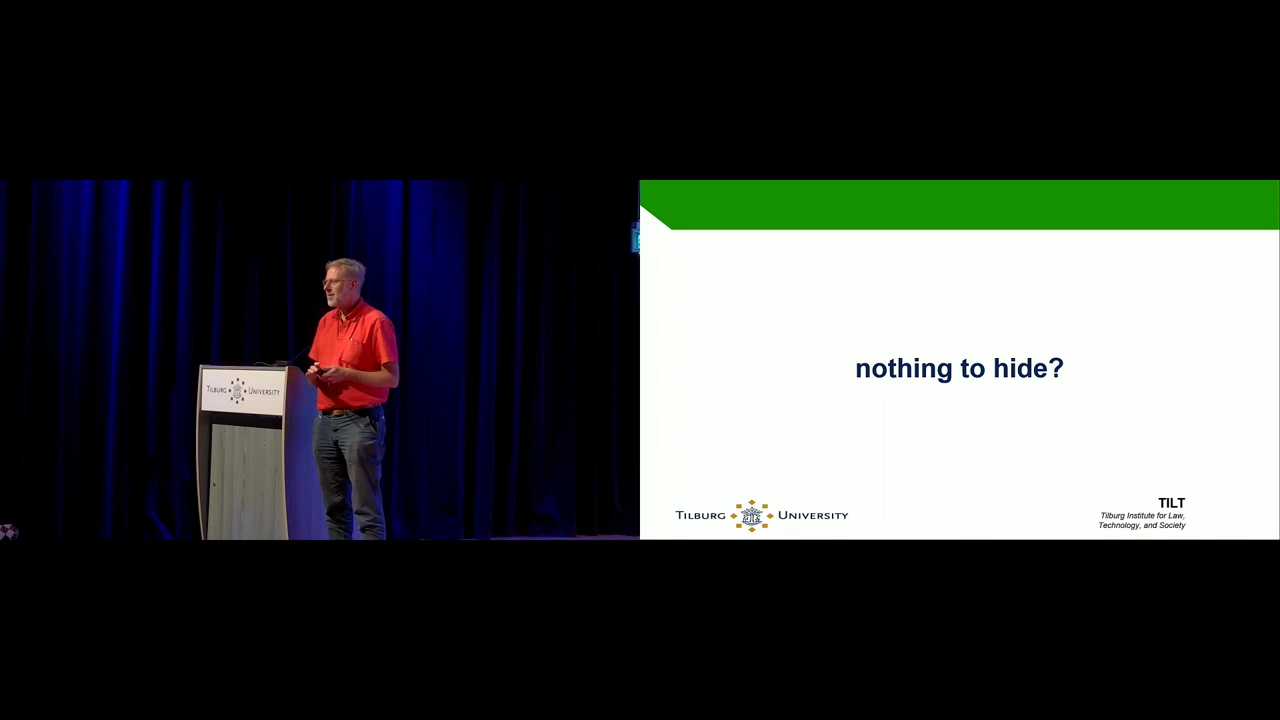 TILBURG UNIVERSITY
nothing to hide?
TILBURG UNIVERSITY
TILT
Tilburg Institute for Law,
Technology, and Society